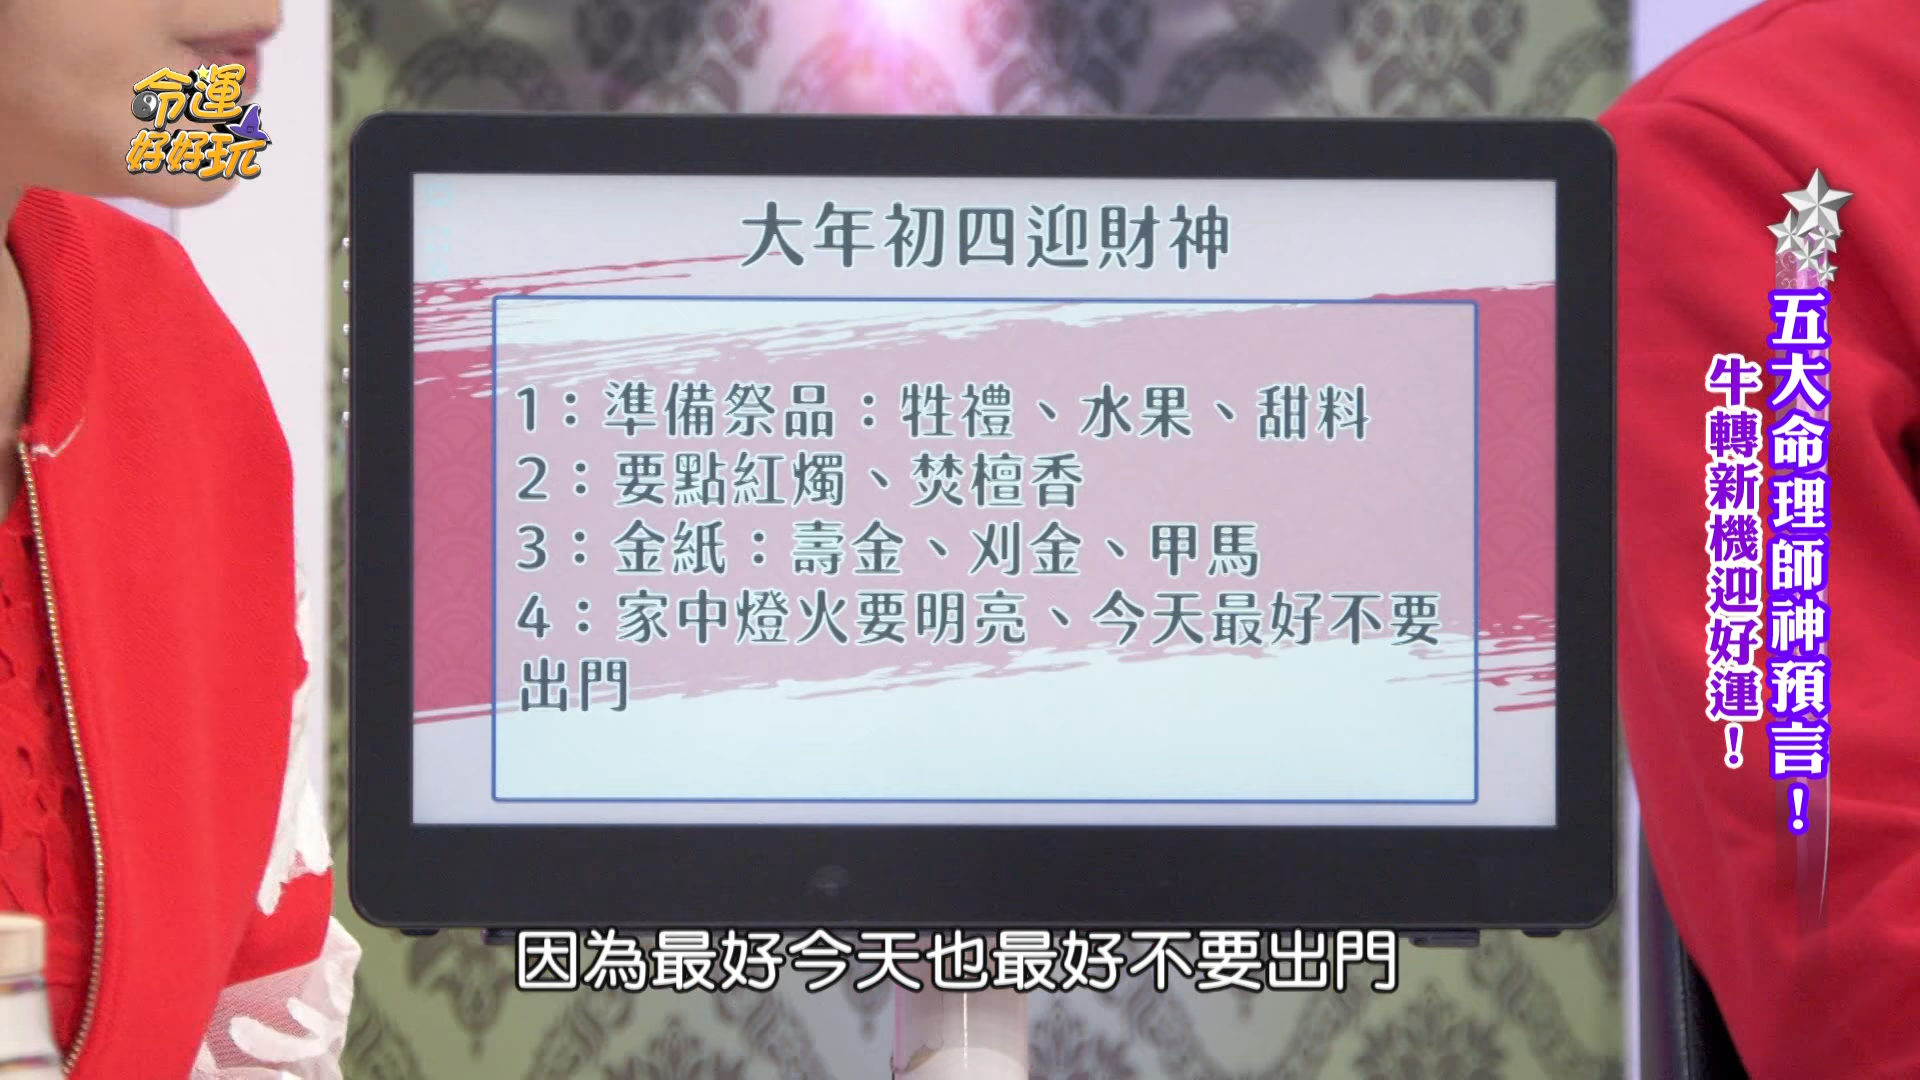 命運
好好玩
大年初四迎財神
1：準備祭品：牲禮、水果、甜料
2：要點紅燭、焚檀香
3：金紙：壽金、刈金、甲馬
4：家中燈火要明亮、今天最好不要
出門
五大命理師神預言！
牛轉新機迎好運！
因為最好今天也最好不要出門